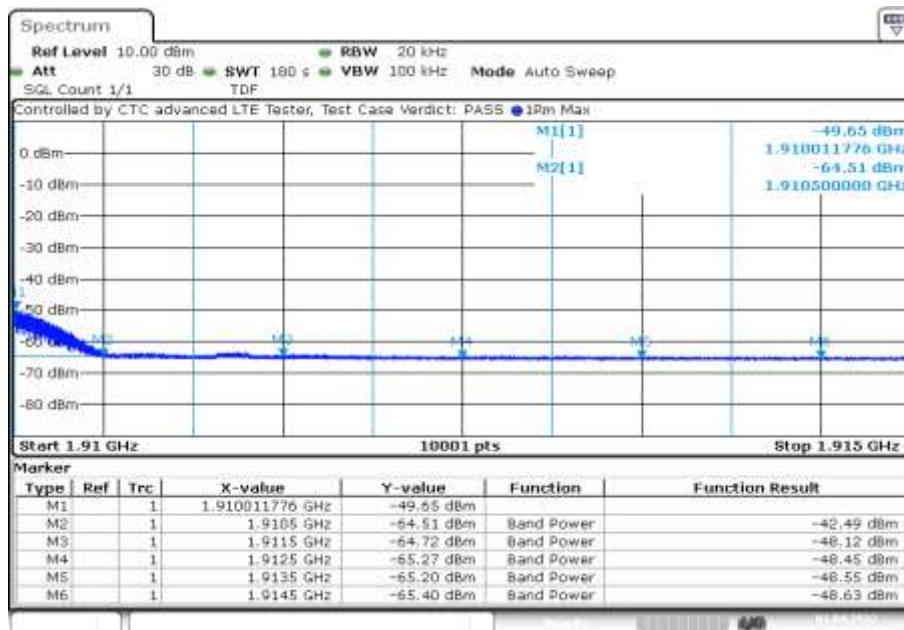 Spectrum
Ref Level 10.00 dBm RBW 20 kHz
Att 30 dB SWT 180 s VBW 100 kHz Mode Auto Sweep
SGL Count 1/1 TDF
Controlled by CTC advanced LTE Tester, Test Case Verdict: PASS 1Rm Max
M1[1] -49.65 dBm
1.910011776 GHz
0 dBm
M2[1] -64.51 dBm
-10 dBm 1.910500000 GHz
-20 dBm
-30 dBm
-40 dBm
1
-50 dBm
-60 dBm M2 M3 M4 M5 M6
-70 dBm
-80 dBm
Start 1.91 GHz 10001 pts Stop 1.915 GHz
Marker
Type Ref Trc X-value Y-value Function Function Result
M1 1 1.910011776 GHz -49.65 dBm
M2 1 1.9105 GHz -64.51 dBm Band Power -42.49 dBm
M3 1 1.9115 GHz -64.72 dBm Band Power -48.12 dBm
M4 1 1.9125 GHz -65.27 dBm Band Power -48.45 dBm
M5 1 1.9135 GHz -65.20 dBm Band Power -48.55 dBm
M6 1 1.9145 GHz -65.40 dBm Band Power -48.63 dBm